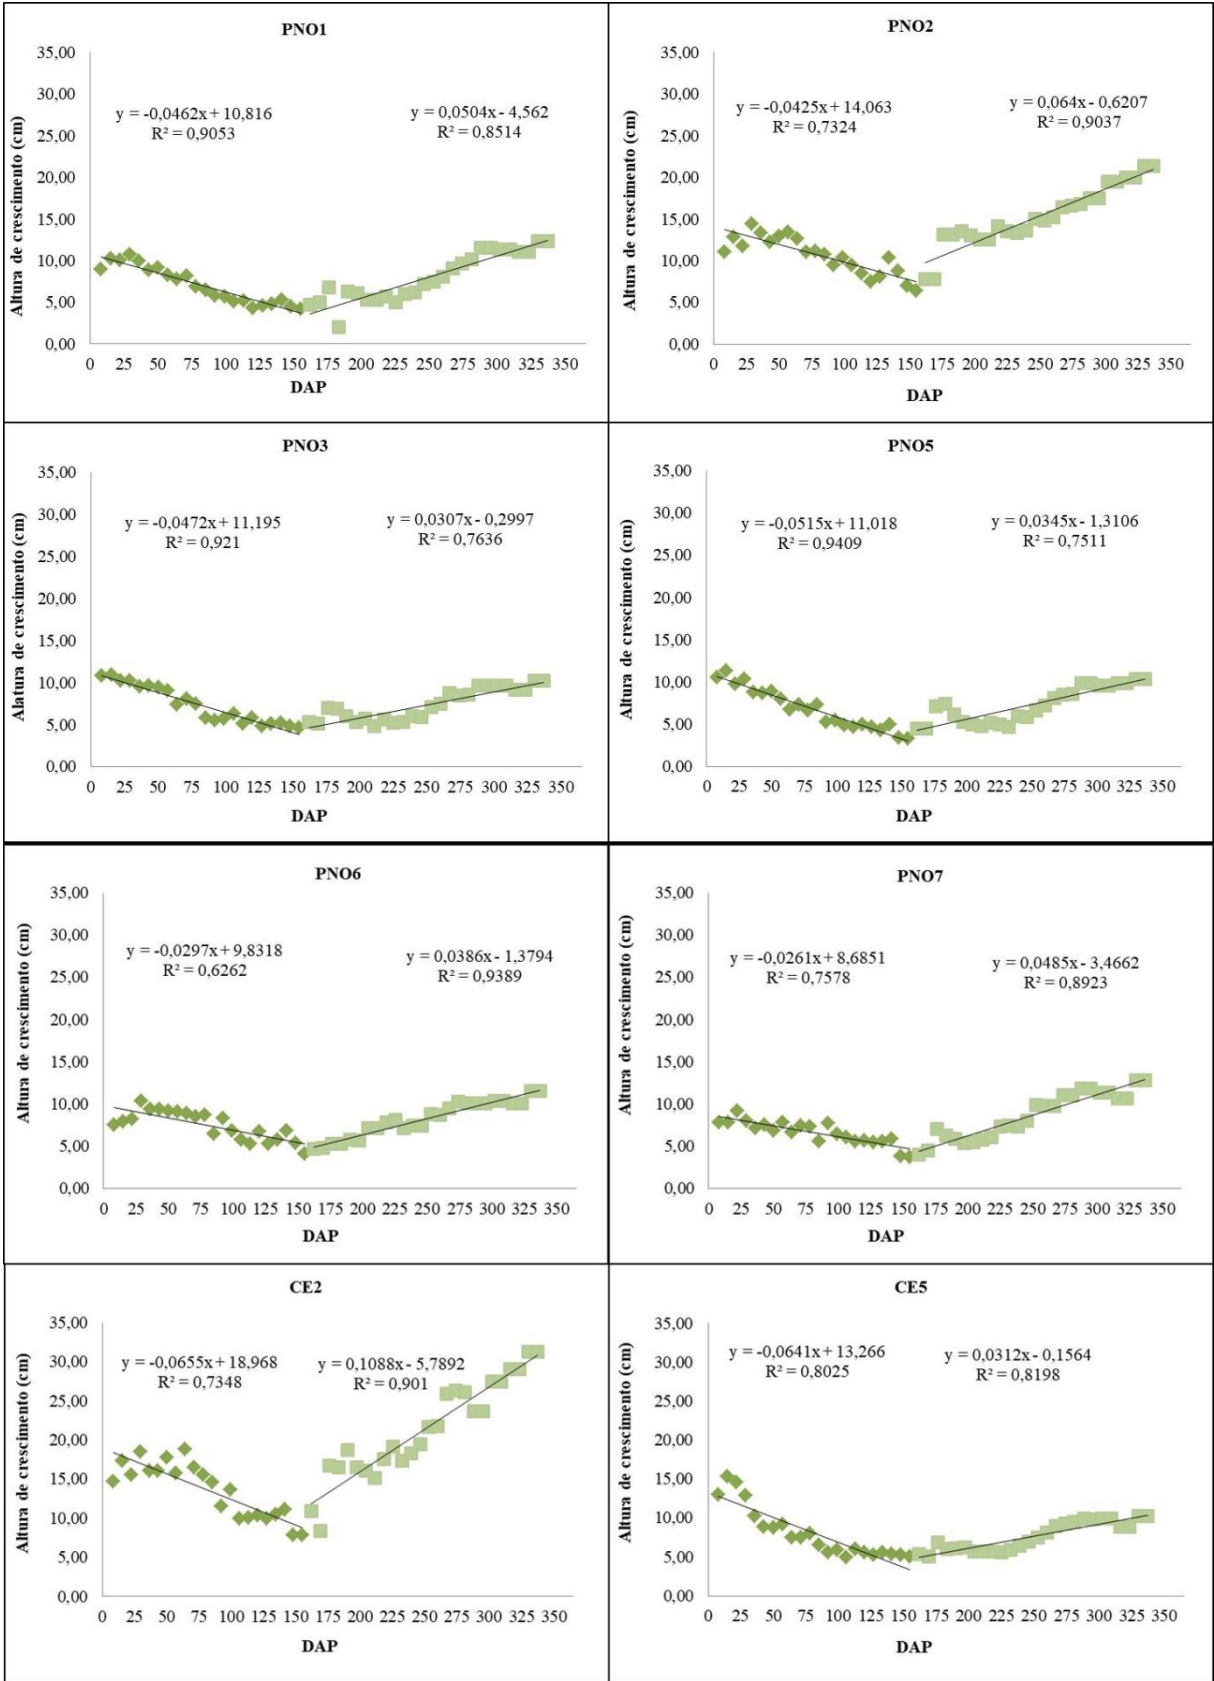 PNO1
Altura de crescimento (cm)
35,00
30,00
25,00
20,00
15,00
10,00
5,00
0,00
y = -0,0462x + 10,816
R² = 0,9053
y = 0,0504x - 4,562
R² = 0,8514
0 25 50 75 100 125 150 175 200 225 250 275 300 325 350
DAP
PNO2
Altura de crescimento (cm)
35,00
30,00
25,00
20,00
15,00
10,00
5,00
0,00
y = -0,0425x + 14,063
R² = 0,7324
y = 0,064x - 0,6207
R² = 0,9037
0 25 50 75 100 125 150 175 200 225 250 275 300 325 350
DAP
PNO3
Alatura de crescimento (cm)
35,00
30,00
25,00
20,00
15,00
10,00
5,00
0,00
y = -0,0472x + 11,195
R² = 0,921
y = 0,0307x - 0,2997
R² = 0,7636
0 25 50 75 100 125 150 175 200 225 250 275 300 325 350
DAP
PNO5
Altura de crescimento (cm)
35,00
30,00
25,00
20,00
15,00
10,00
5,00
0,00
y = -0,0515x + 11,018
R² = 0,9409
y = 0,0345x - 1,3106
R² = 0,7511
0 25 50 75 100 125 150 175 200 225 250 275 300 325 350
DAP
PNO6
Altura de crescimento (cm)
35,00
30,00
25,00
20,00
15,00
10,00
5,00
0,00
y = -0,0297x + 9,8318
R² = 0,6262
y = 0,0386x - 1,3794
R² = 0,9389
0 25 50 75 100 125 150 175 200 225 250 275 300 325 350
DAP
PNO7
Altura de crescimento (cm)
35,00
30,00
25,00
20,00
15,00
10,00
5,00
0,00
y = -0,0261x + 8,6851
R² = 0,7578
y = 0,0485x - 3,4662
R² = 0,8923
0 25 50 75 100 125 150 175 200 225 250 275 300 325 350
DAP
CE2
Altura de crescimento (cm)
35,00
30,00
25,00
20,00
15,00
10,00
5,00
0,00
y = -0,0655x + 18,968
R² = 0,7348
y = 0,1088x - 5,7892
R² = 0,901
0 25 50 75 100 125 150 175 200 225 250 275 300 325 350
DAP
CE5
Altura de crescimento (cm)
35,00
30,00
25,00
20,00
15,00
10,00
5,00
0,00
y = -0,0641x + 13,266
R² = 0,8025
y = 0,0312x - 0,1564
R² = 0,8198
0 25 50 75 100 125 150 175 200 225 250 275 300 325 350
DAP